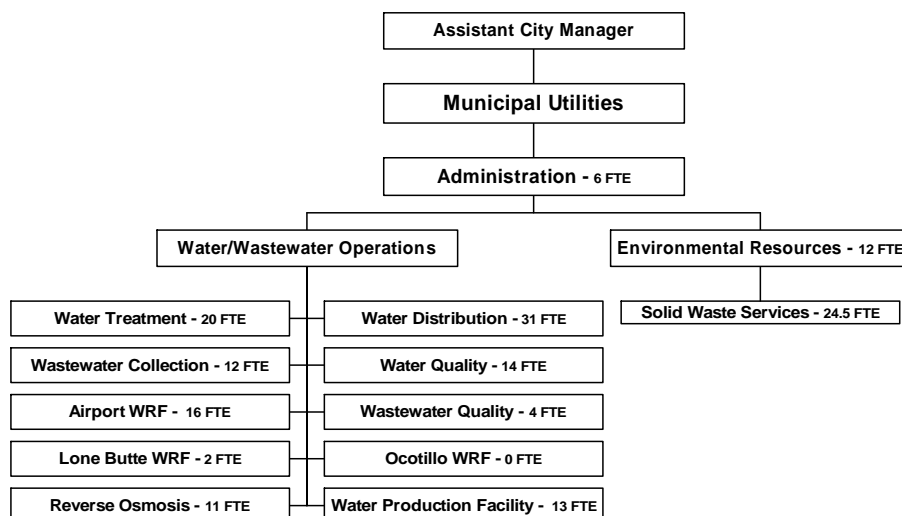 Assistant City Manager
Municipal Utilities
Administration - 6 FTE
Water/Wastewater Operations
Environmental Resources - 12 FTE
Solid Waste Services - 24.5 FTE
Water Treatment - 20 FTE
Water Distribution - 31 FTE
Wastewater Collection - 12 FTE
Water Quality - 14 FTE
Airport WRF - 16 FTE
Wastewater Quality - 4 FTE
Lone Butte WRF - 2 FTE
Ocotillo WRF - 0 FTE
Reverse Osmosis - 11 FTE
Water Production Facility - 13 FTE